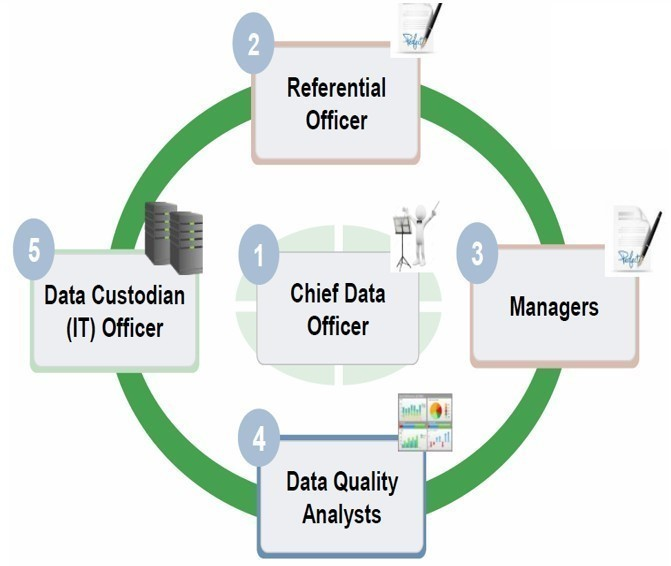 2
Referential
Officer
1
Chief Data
Officer
3
Managers
4
Data Quality
Analysts
5
Data Custodian
(IT) Officer